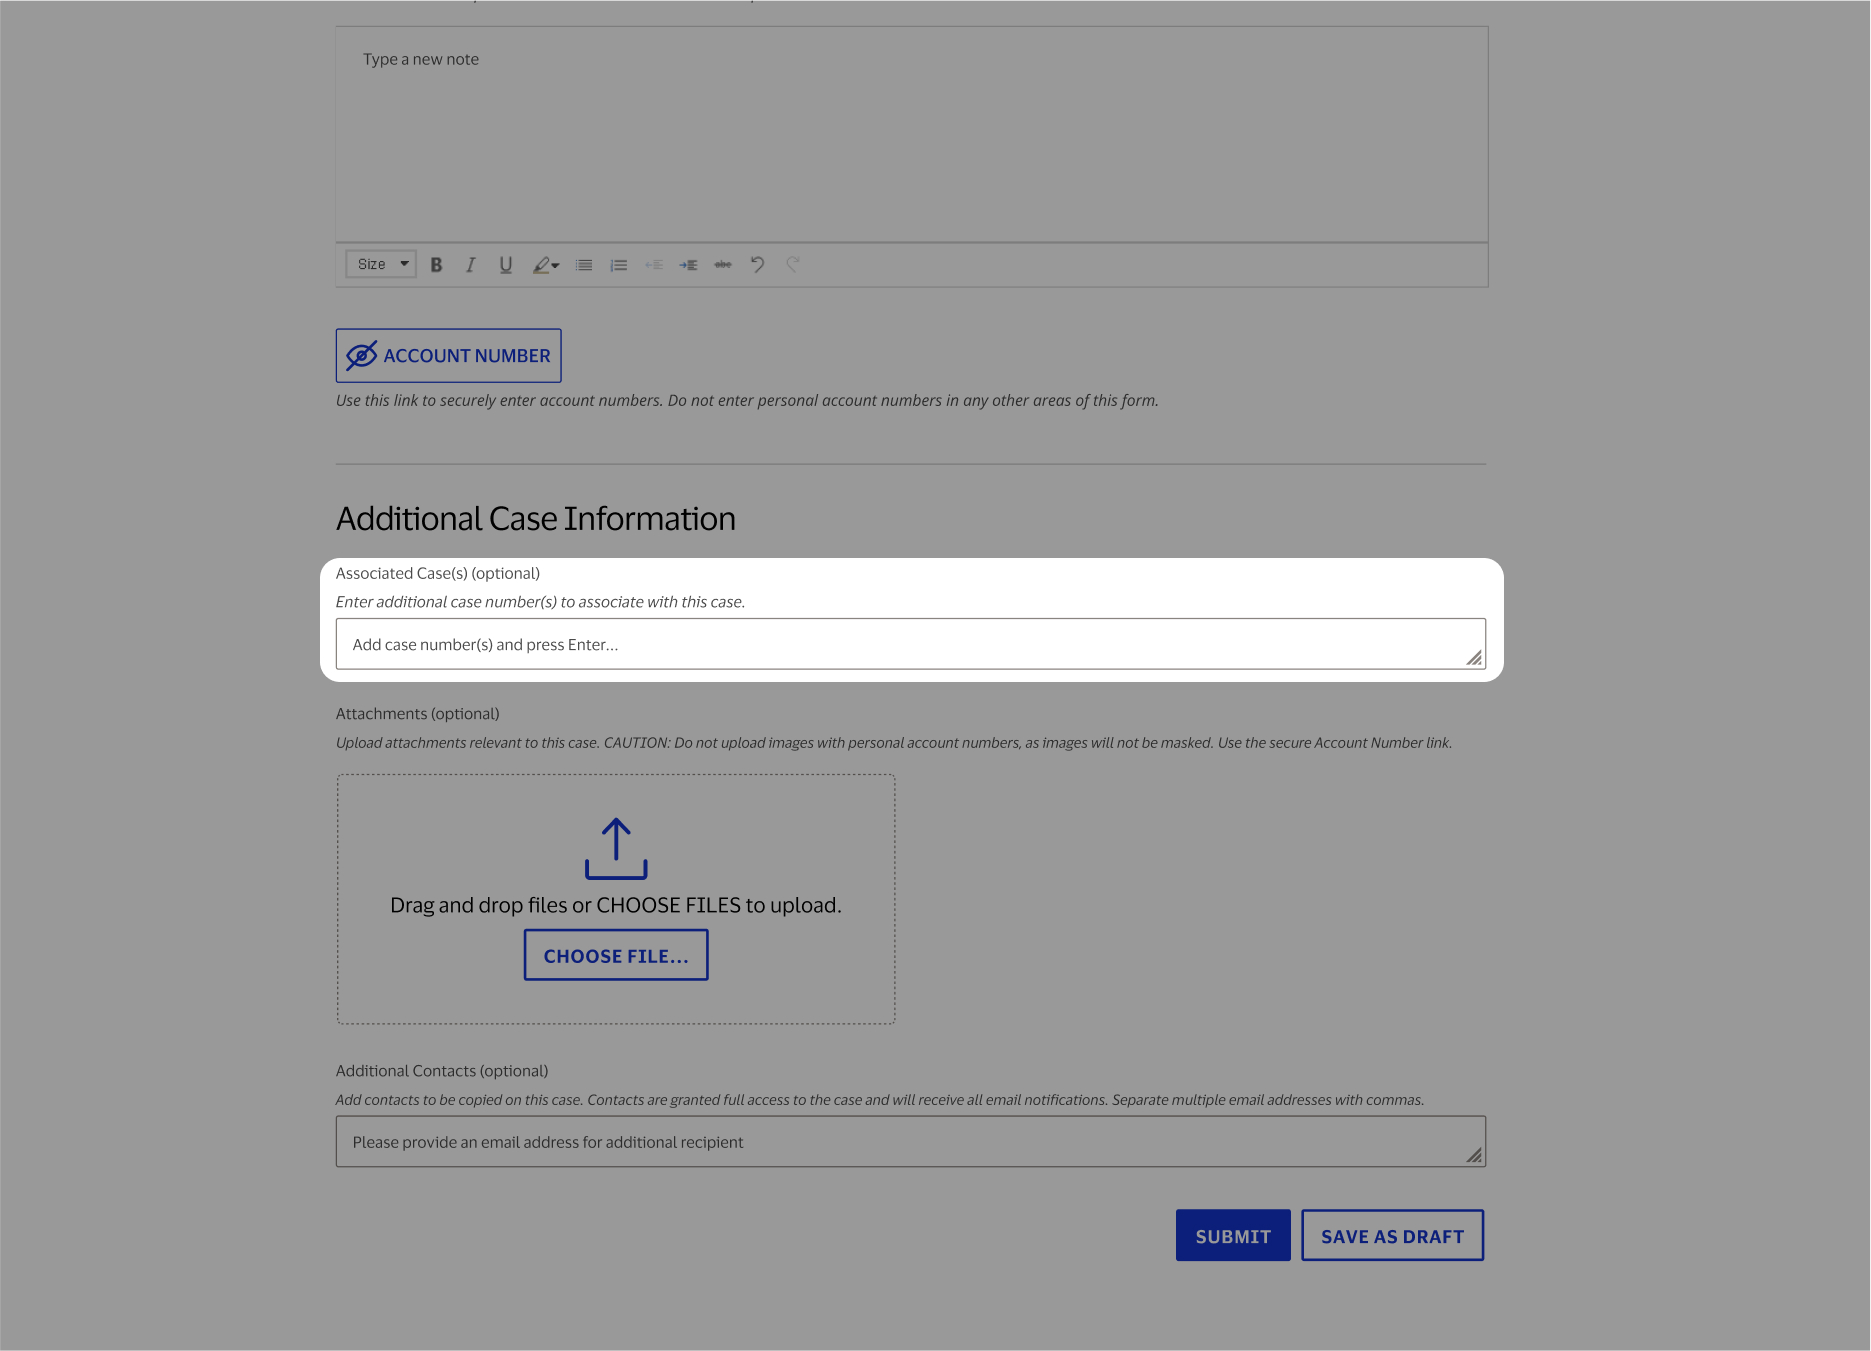 Type a new note
Size B I U abc
ACCOUNT NUMBER
Use this link to securely enter account numbers. Do not enter personal account numbers in any other areas of this form.
Additional Case Information
Associated Case(s) (optional)
Enter additional case number(s) to associate with this case.
Add case number(s) and press Enter...
Attachments (optional)
Upload attachments relevant to this case. CAUTION: Do not upload images with personal account numbers, as images will not be masked. Use the secure Account Number link.
Drag and drop files or CHOOSE FILES to upload.
CHOOSE FILE...
Additional Contacts (optional)
Add contacts to be copied on this case. Contacts are granted full access to the case and will receive all email notifications. Separate multiple email addresses with commas.
Please provide an email address for additional recipient
SUBMIT SAVE AS DRAFT